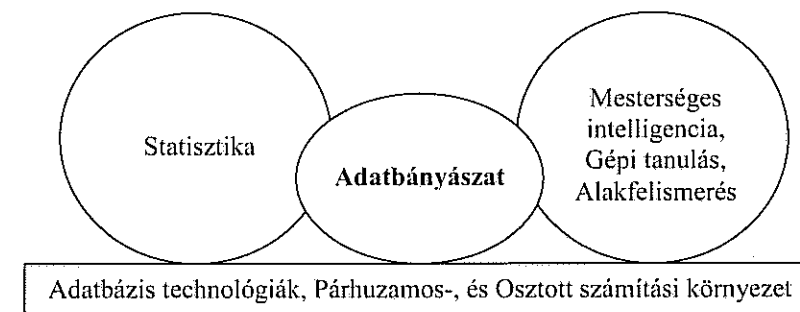 Statisztika
Adatbányászat
Mesterséges
intelligencia,
Gépi tanulás,
Alakfelismerés
Adatbázis technológiák, Párhuzamos-, és Osztott számítási környezet